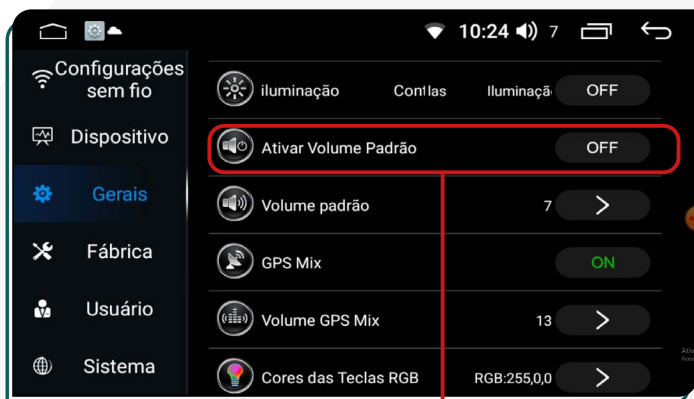 10:24 7
Configurações
sem fio
Dispositivo
Gerais
Fábrica
Usuário
Sistema
iluminação Iluminaçã OFF
Ativar Volume Padrão OFF
Volume padrão 7 >
GPS Mix ON
Volume GPS Mix 13 >
Cores das Teclas RGB RGB:255,0,0 >